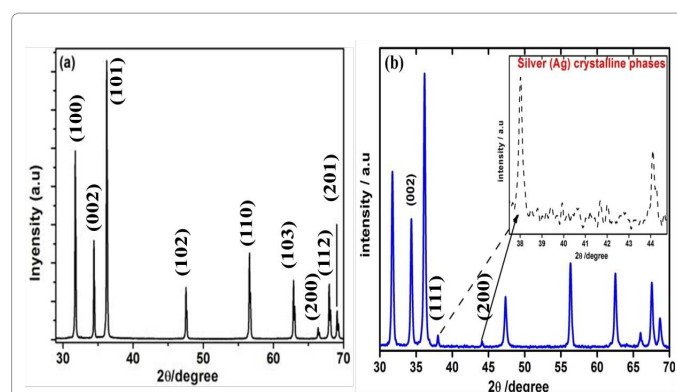 (a)
(100)
(002)
(101)
(102)
(110)
(103)
(200)
(112)
(201)
Inyensity (a.u)
30 40 50 60 70
2θ/degree
(b)
Silver (Ag) crystalline phases
intensity / a.u
38 39 40 41 42 43 44
2θ /degree
(002)
(111)
(200)
intensity / a.u
30 35 40 45 50 55 60 65 70
2θ /degree